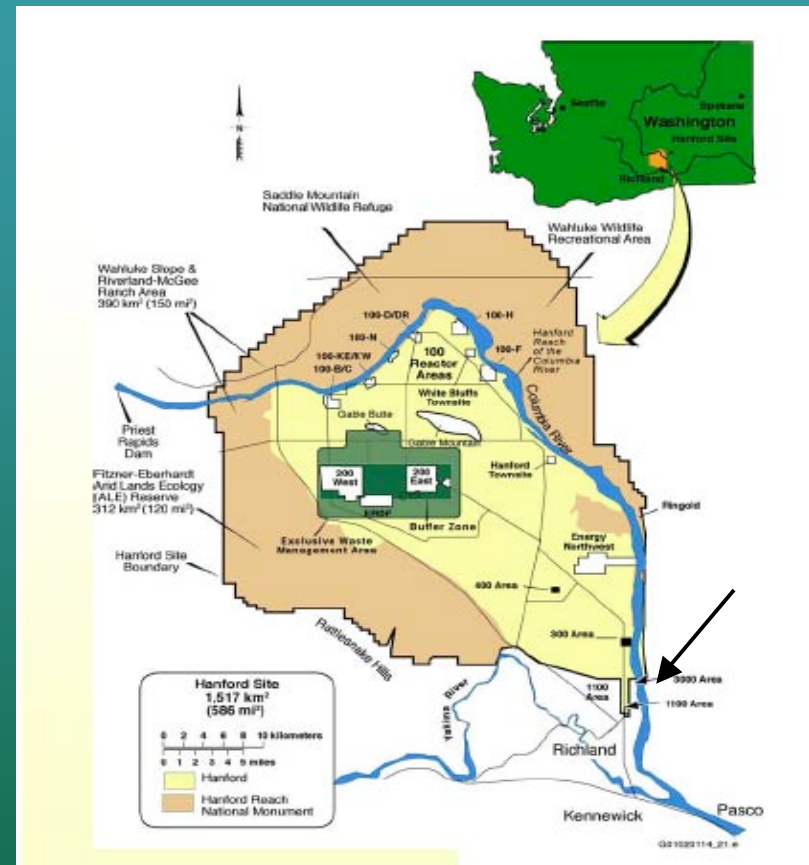 Seattle
Spokane
Washington
Hanford Site
Richland
N
Saddle Mountain
National Wildlife Refuge
Wahluke Wildlife
Recreational Area
Wahluke Slope &
Riverland-McGee
Ranch Area
390 km² (150 mi²)
100-D/DR
100-H
100-N
100-KE/KW
100-B/C
100-F
100
Reactor
Areas
Hanford
Reach
of the
Columbia
River
White Bluffs
Townsite
Columbia River
Gable Butte
Gable Mountain
Priest
Rapids
Dam
Fitzner-Eberhardt
Arid Lands Ecology
(ALE) Reserve
312 km² (120 mi²)
200
West
200
East
ERDF
Hanford
Townsite
Buffer Zone
Exclusive Waste
Management Area
Ringold
Energy
Northwest
Hanford Site
Boundary
400 Area
300 Area
Rattlesnake Hills
3000 Area
1100
Area
1100 Area
Yakima River
Richland
Kennewick
Pasco
Hanford Site
1,517 km²
(586 mi²)
0 2 4 6 8 10 kilometers
0 1 2 3 4 5 miles
Hanford
Hanford Reach
National Monument
G01020114_21.e